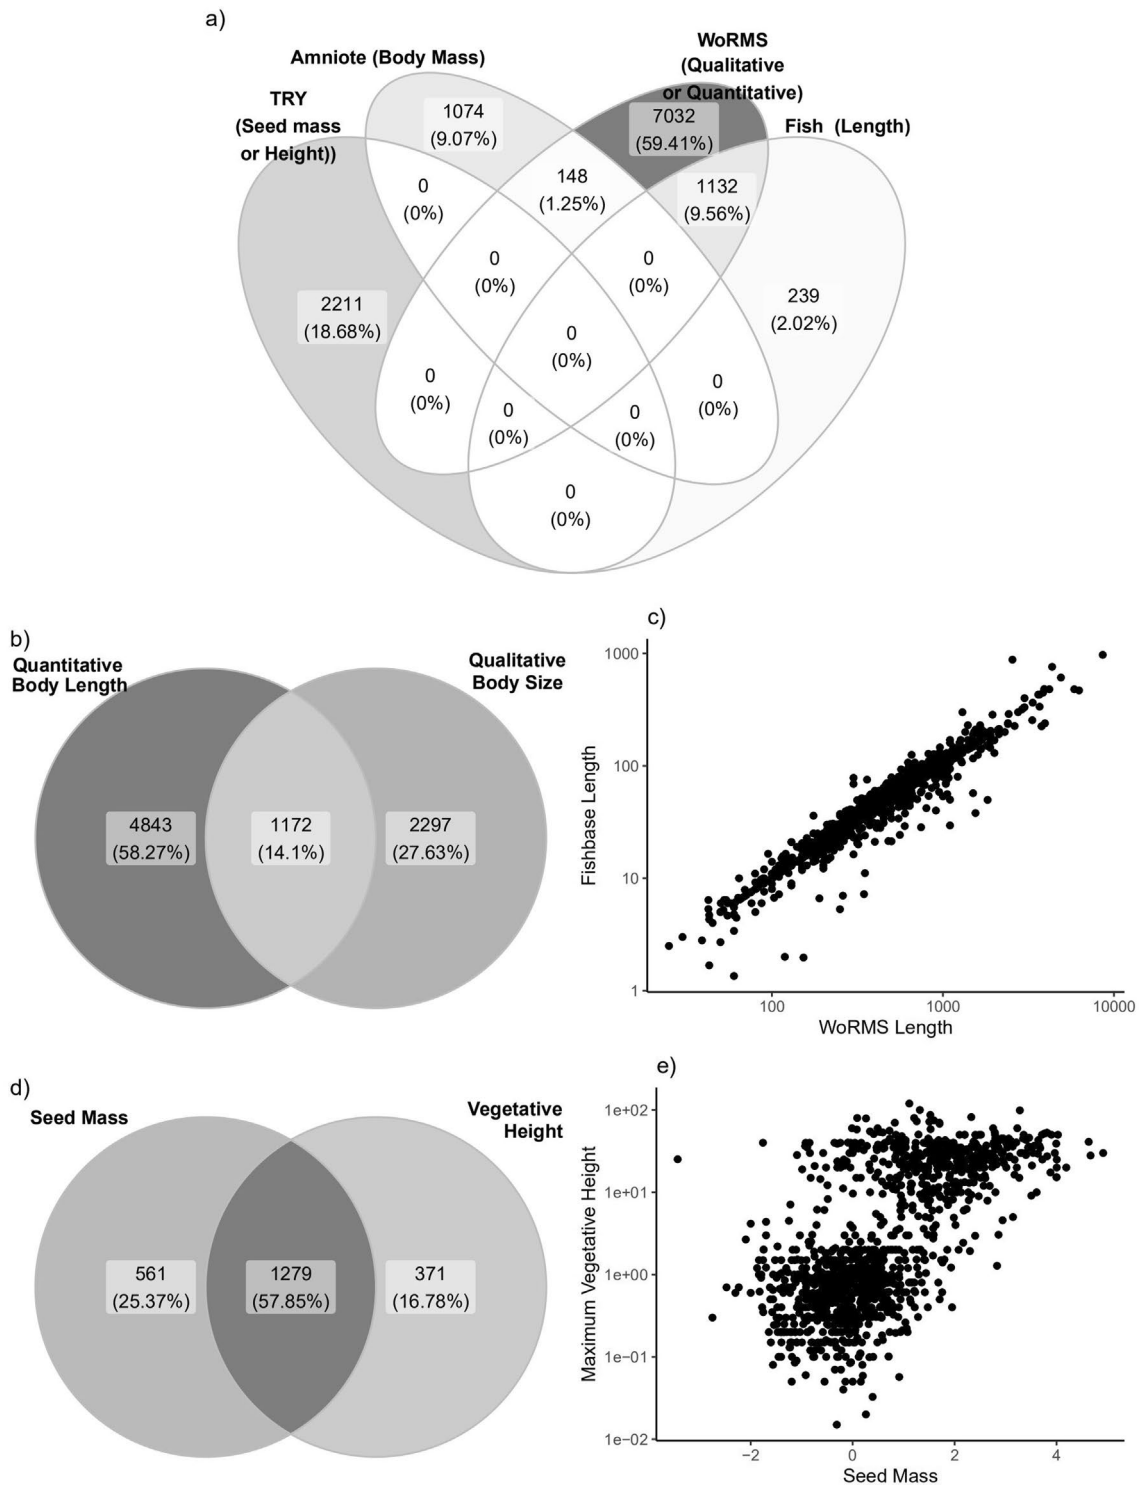 a)
Amniote (Body Mass)
WoRMS
(Qualitative
or Quantitative)
TRY
(Seed mass
or Height))
Fish (Length)
1074
(9.07%)
7032
(59.41%)
0
(0%)
148
(1.25%)
1132
(9.56%)
0
(0%)
0
(0%)
2211
(18.68%)
239
(2.02%)
0
(0%)
0
(0%)
0
(0%)
0
(0%)
0
(0%)
0
(0%)
b)
Quantitative
Body Length
Qualitative
Body Size
4843
(58.27%)
1172
(14.1%)
2297
(27.63%)
c)
1000
100
10
1
Fishbase Length
100
1000
10000
WoRMS Length
d)
Seed Mass
Vegetative
Height
561
(25.37%)
1279
(57.85%)
371
(16.78%)
e)
1e+02
1e+01
1e+00
1e−01
1e−02
Maximum Vegetative Height
−2
0
2
4
Seed Mass